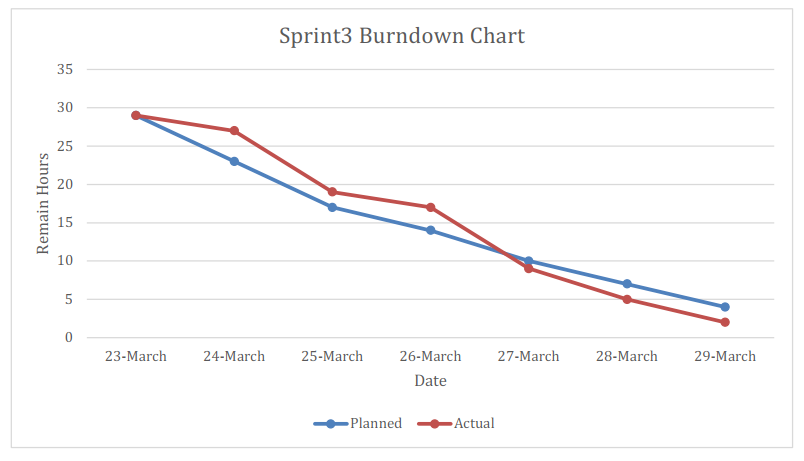 Sprint3 Burndown Chart
35
30
25
20
15
10
5
0
Remain Hours
23-March 24-March 25-March 26-March 27-March 28-March 29-March
Date
Planned Actual